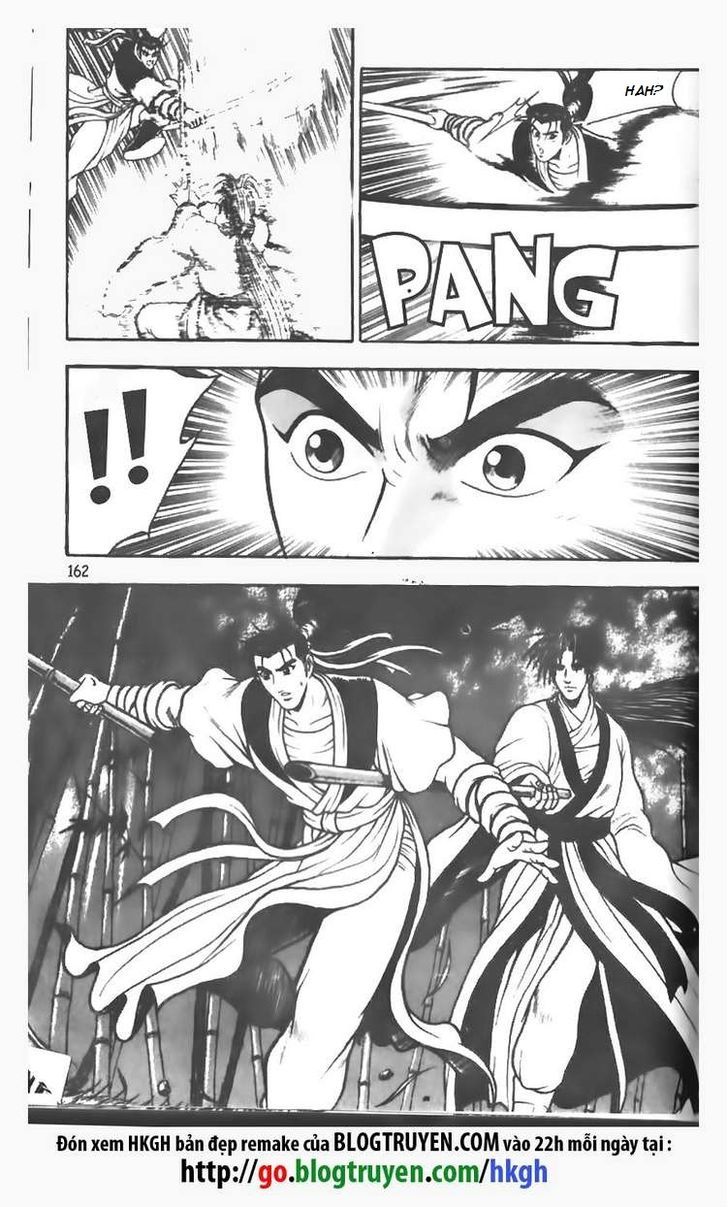 HAH?
PANG
!!
162
Đón xem HKGH bản đẹp remake của BLOGTRUYEN.COM vào 22h mỗi ngày tại :
http://go.blogtruyen.com/hkgh